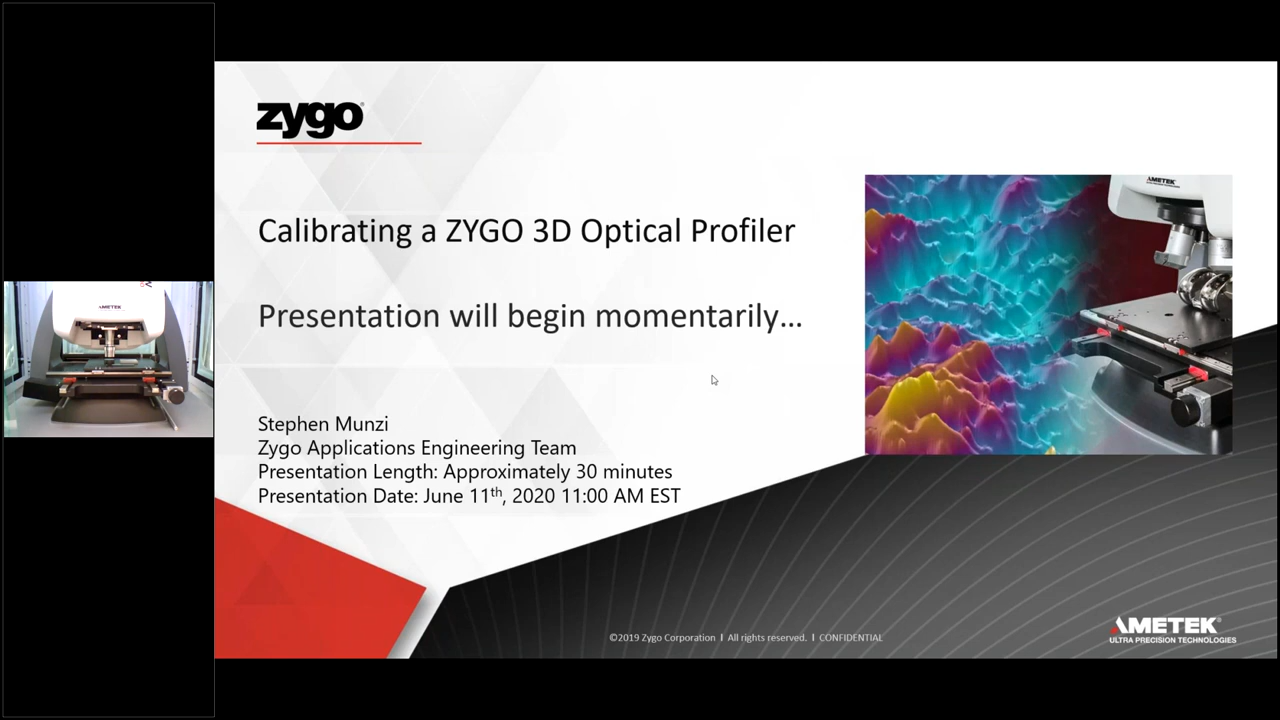 zygo
Calibrating a ZYGO 3D Optical Profiler
Presentation will begin momentarily...
AMETEK
AMETEK
Stephen Munzi
Zygo Applications Engineering Team
Presentation Length: Approximately 30 minutes
Presentation Date: June 11th, 2020 11:00 AM EST
©2019 Zygo Corporation I All rights reserved. I CONFIDENTIAL
AMETEK®
ULTRA PRECISION TECHNOLOGIES